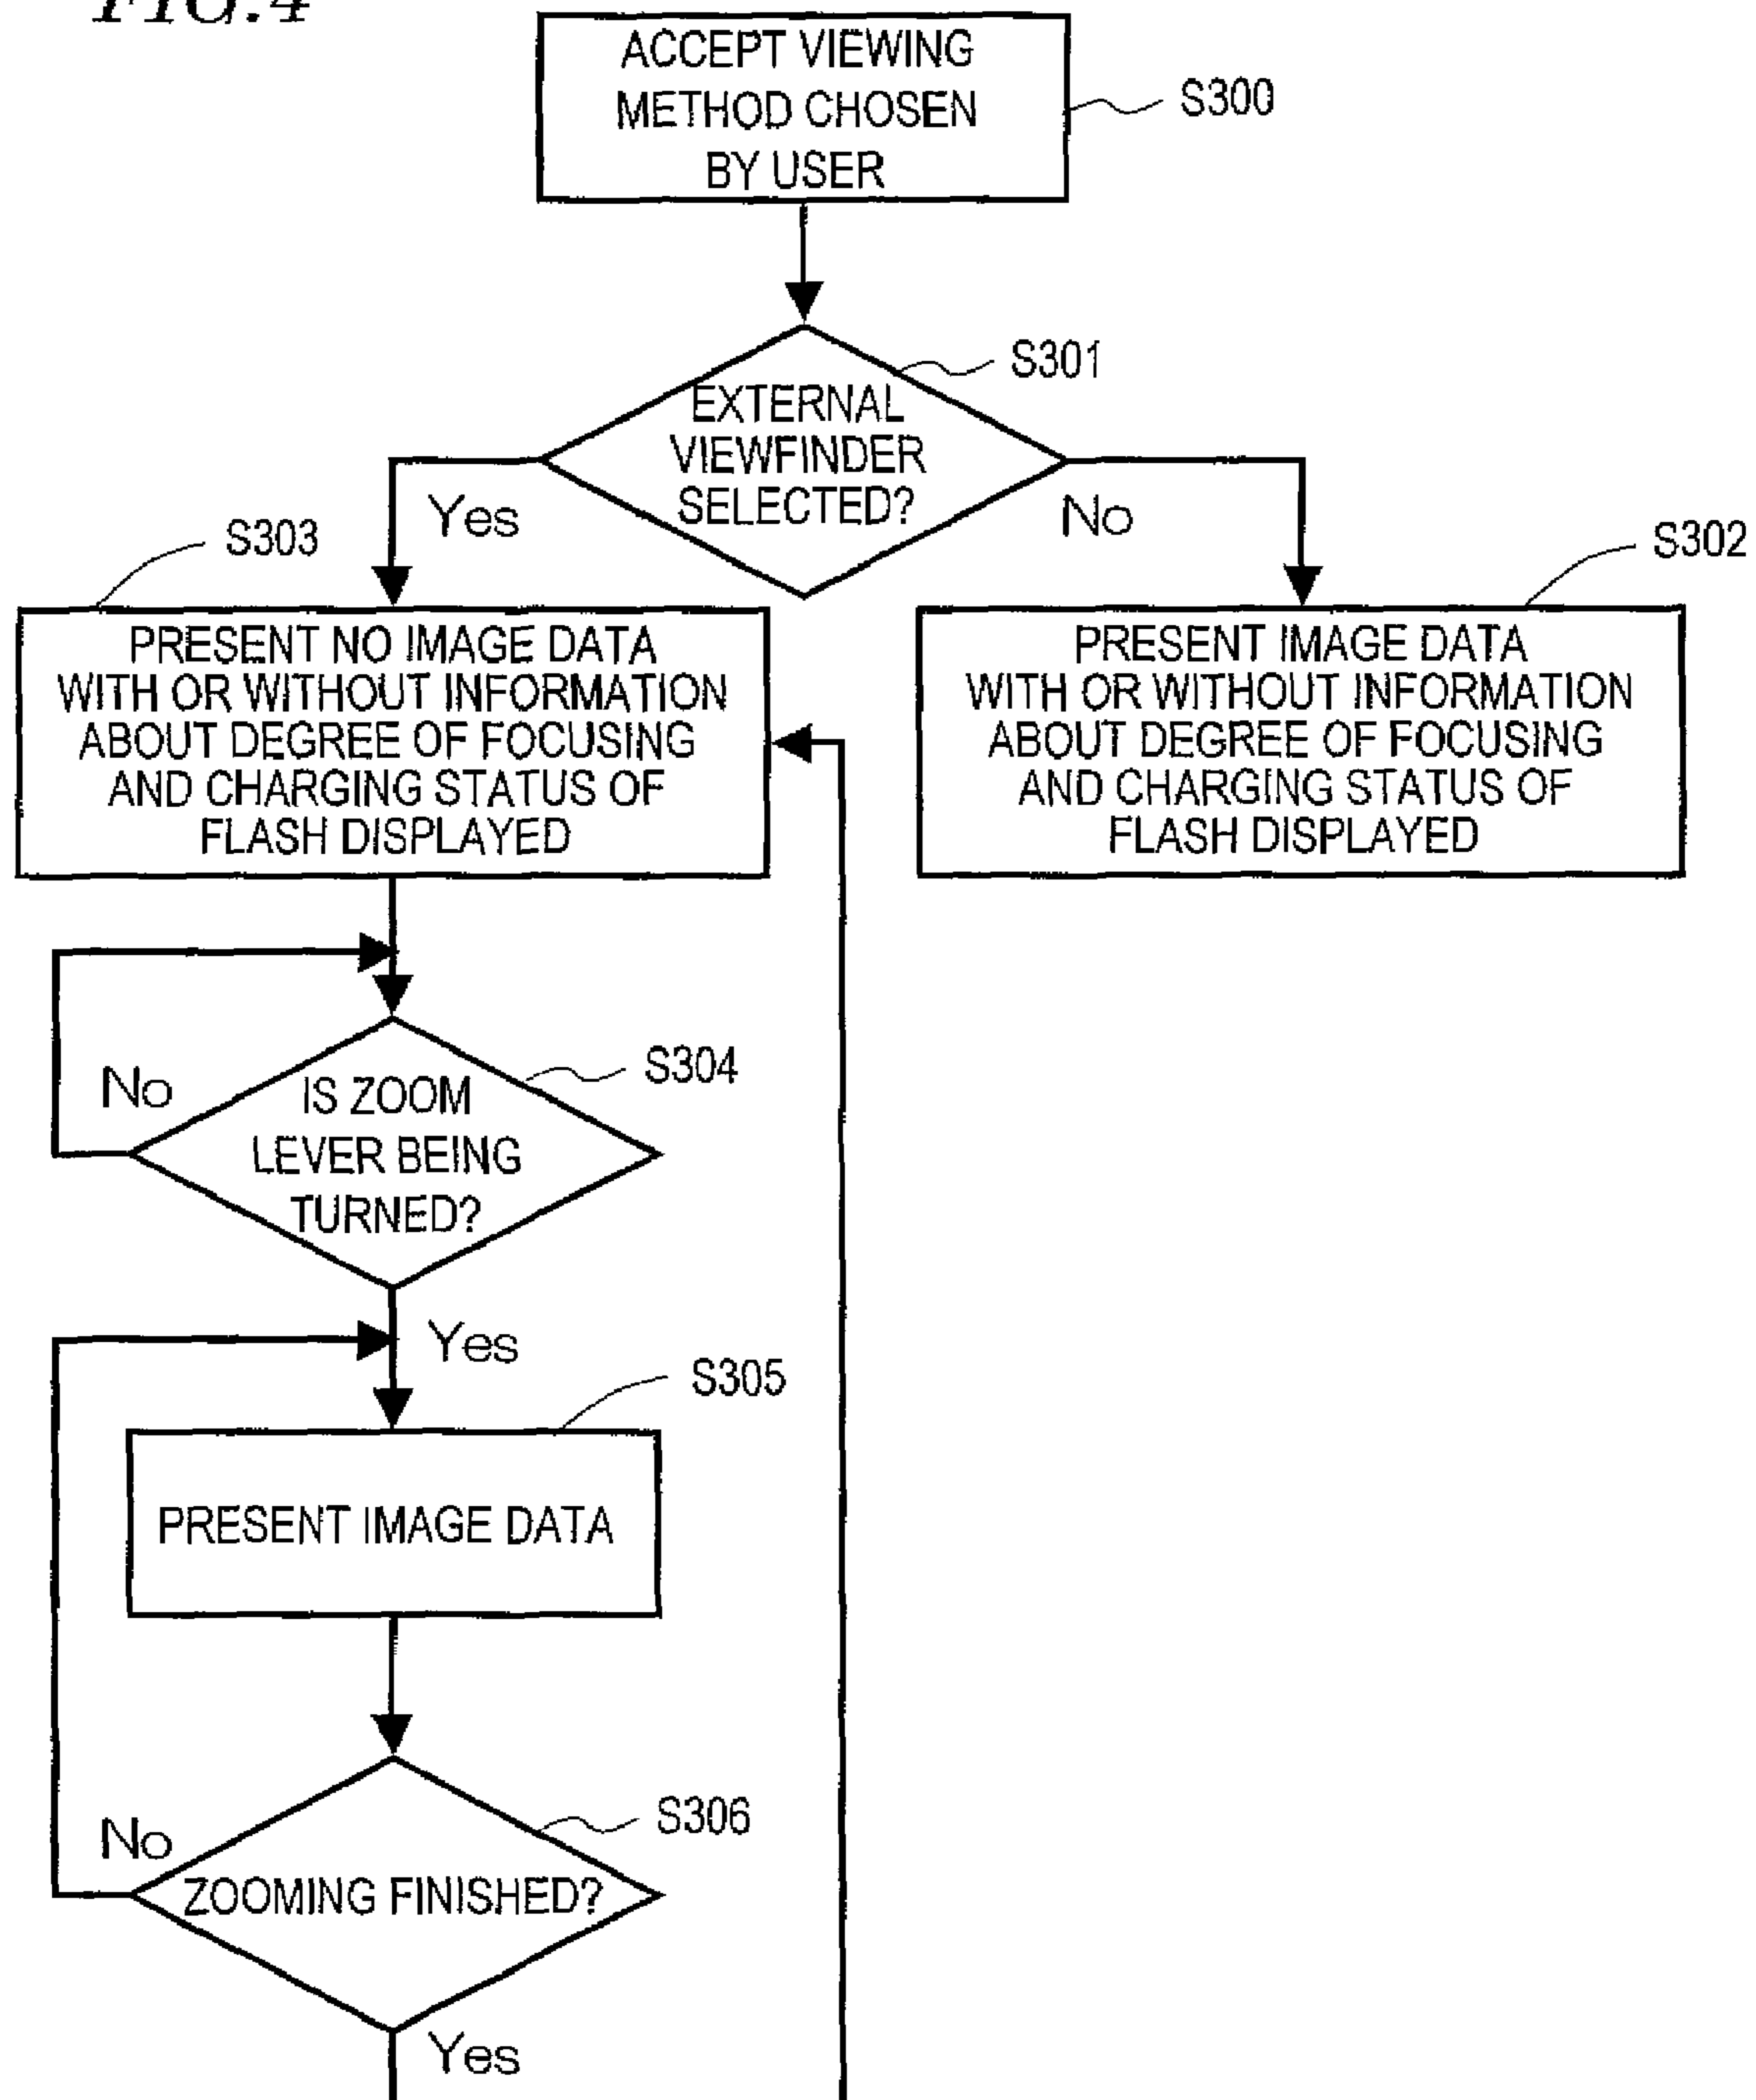 FIG.4
ACCEPT VIEWING
METHOD CHOSEN
BY USER
S300
S301
EXTERNAL
VIEWFINDER
SELECTED?
Yes
No
S303
S302
PRESENT NO IMAGE DATA
WITH OR WITHOUT INFORMATION
ABOUT DEGREE OF FOCUSING
AND CHARGING STATUS OF
FLASH DISPLAYED
PRESENT IMAGE DATA
WITH OR WITHOUT INFORMATION
ABOUT DEGREE OF FOCUSING
AND CHARGING STATUS OF
FLASH DISPLAYED
No
S304
IS ZOOM
LEVER BEING
TURNED?
Yes
S305
PRESENT IMAGE DATA
S306
No
ZOOMING FINISHED?
Yes